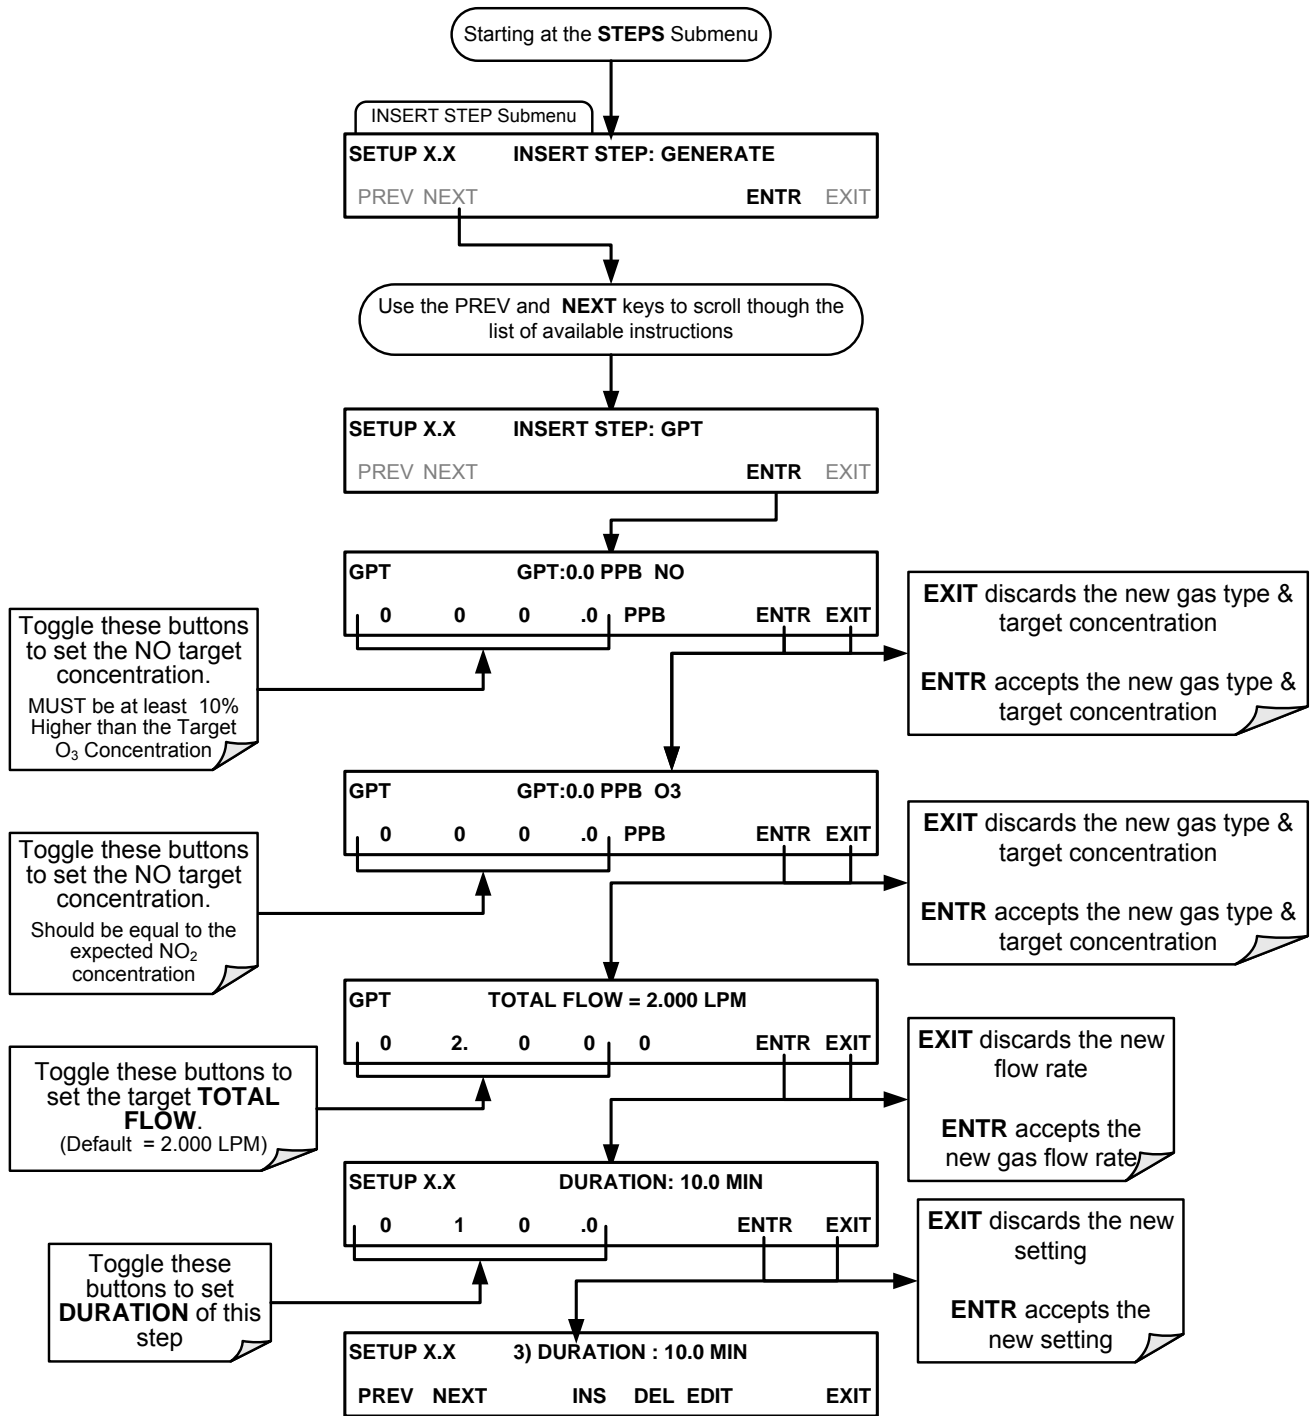 Starting at the STEPS Submenu
INSERT STEP Submenu
SETUP X.X INSERT STEP: GENERATE
PREV NEXT ENTR EXIT
Use the PREV and NEXT keys to scroll though the
list of available instructions
SETUP X.X INSERT STEP: GPT
PREV NEXT ENTR EXIT
GPT GPT:0.0 PPB NO
0 0 0 .0 PPB ENTR EXIT
Toggle these buttons
to set the NO target
concentration.
MUST be at least 10%
Higher than the Target
O3 Concentration
EXIT discards the new gas type &
target concentration
ENTR accepts the new gas type &
target concentration
GPT GPT:0.0 PPB O3
0 0 0 .0 PPB ENTR EXIT
Toggle these buttons
to set the NO target
concentration.
Should be equal to the
expected NO2
concentration
EXIT discards the new gas type &
target concentration
ENTR accepts the new gas type &
target concentration
GPT TOTAL FLOW = 2.000 LPM
0 2. 0 0 0 ENTR EXIT
Toggle these buttons to
set the target TOTAL
FLOW.
(Default = 2.000 LPM)
EXIT discards the new
flow rate
ENTR accepts the
new gas flow rate
SETUP X.X DURATION: 10.0 MIN
0 1 0 .0 ENTR EXIT
Toggle these
buttons to set
DURATION of this
step
EXIT discards the new
setting
ENTR accepts the
new setting
SETUP X.X 3) DURATION : 10.0 MIN
PREV NEXT INS DEL EDIT EXIT